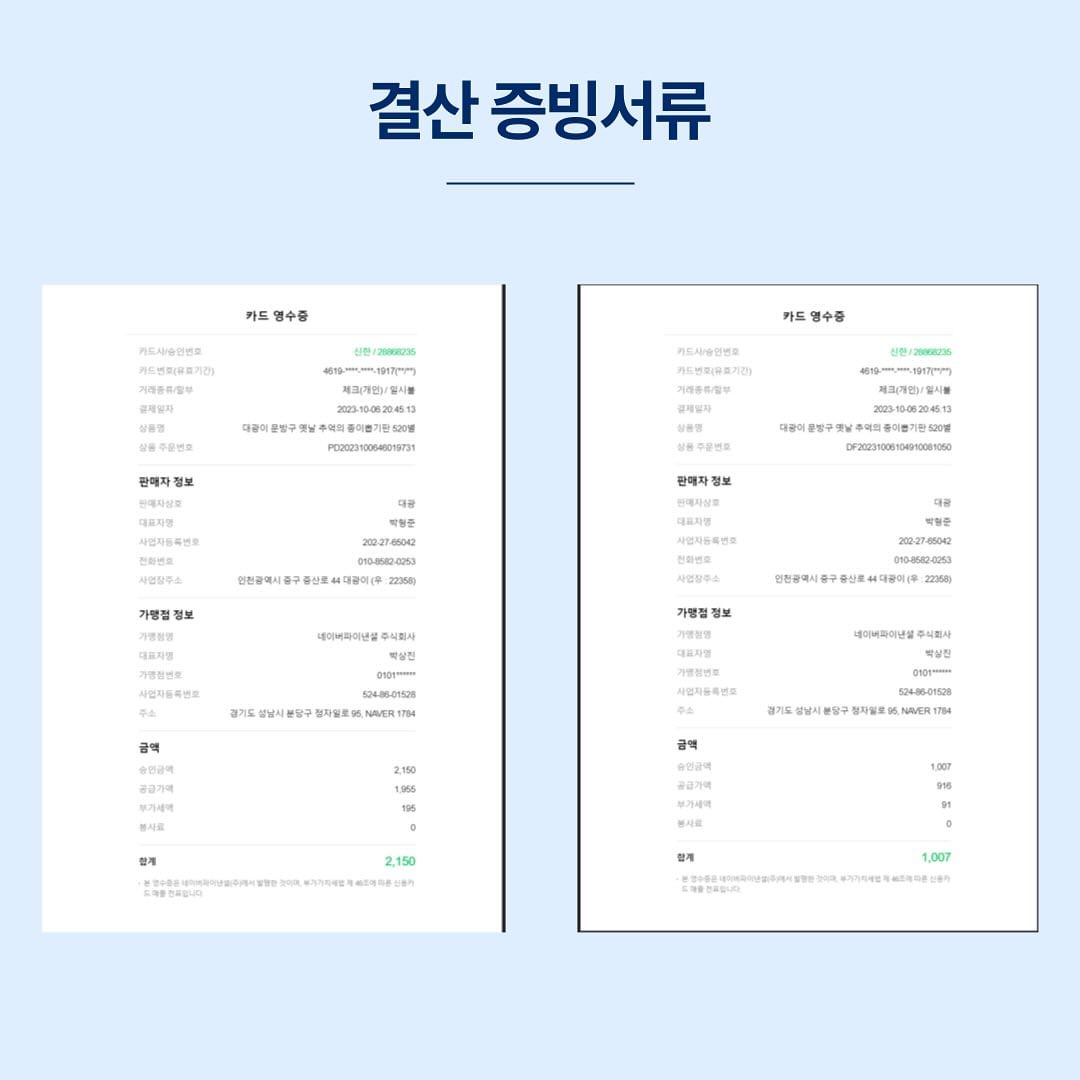 결산 증빙서류
카드 영수증
카드사/승인번호 신한 / 28868235
카드번호(유효기간) 4619-****-****-1917(**/**)
거래종류/할부 체크(개인) / 일시불
결제일자 2023-10-06 20:45:13
상품명 대광이 문방구 옛날 추억의 종이뽑기판 520별
상품 주문번호 PD2023100646019731
판매자 정보
판매자상호 대광
대표자명 박형준
사업자등록번호 202-27-65042
전화번호 010-8582-0253
사업장주소 인천광역시 중구 증산로 44 대광이 (우 : 22358)
가맹점 정보
가맹점명 네이버파이낸셜 주식회사
대표자명 박상진
가맹점번호 0101******
사업자등록번호 524-86-01528
주소 경기도 성남시 분당구 정자일로 95, NAVER 1784
금액
승인금액 2,150
공급가액 1,955
부가세액 195
봉사료 0
합계 2,150
- 본 영수증은 네이버파이낸셜(주)에서 발행한 것이며, 부가가치세법 제 46조에 따른 신용카
드 매출 전표입니다.
카드 영수증
카드사/승인번호 신한 / 28868235
카드번호(유효기간) 4619-****-****-1917(**/**)
거래종류/할부 체크(개인) / 일시불
결제일자 2023-10-06 20:45:13
상품명 대광이 문방구 옛날 추억의 종이뽑기판 520별
상품 주문번호 DF20231006104910081050
판매자 정보
판매자상호 대광
대표자명 박형준
사업자등록번호 202-27-65042
전화번호 010-8582-0253
사업장주소 인천광역시 중구 증산로 44 대광이 (우 : 22358)
가맹점 정보
가맹점명 네이버파이낸셜 주식회사
대표자명 박상진
가맹점번호 0101******
사업자등록번호 524-86-01528
주소 경기도 성남시 분당구 정자일로 95, NAVER 1784
금액
승인금액 1,007
공급가액 916
부가세액 91
봉사료 0
합계 1,007
- 본 영수증은 네이버파이낸셜(주)에서 발행한 것이며, 부가가치세법 제 46조에 따른 신용카
드 매출 전표입니다.